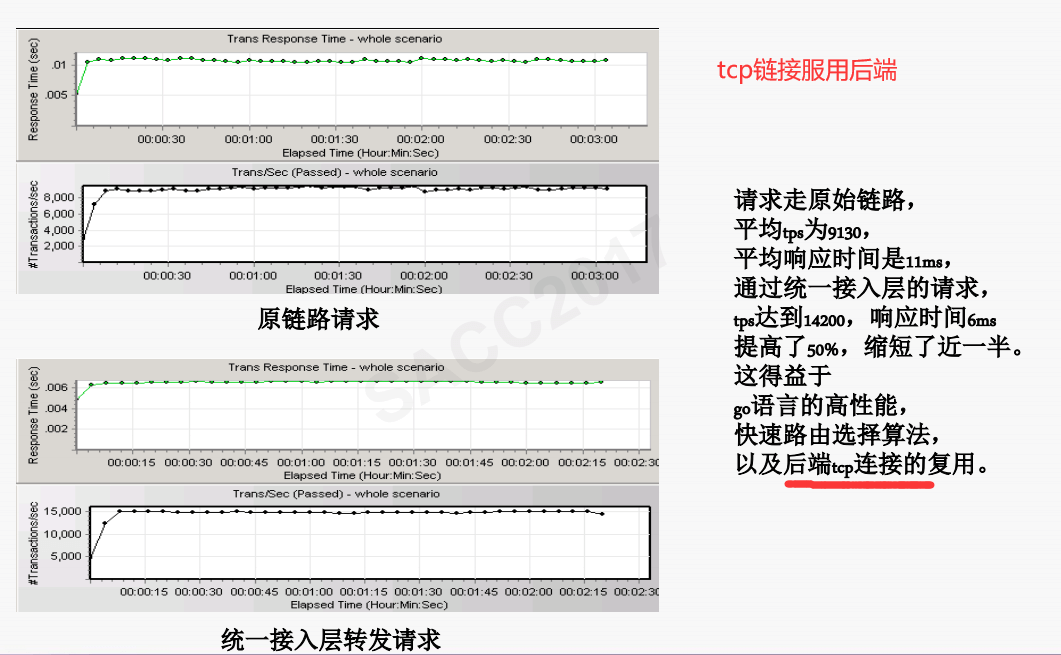 Trans Response Time - whole scenario
Response Time (sec)
.01
.005
00:00:30 00:01:00 00:01:30 00:02:00 00:02:30 00:03:00
Elapsed Time (Hour:Min:Sec)
Trans/Sec (Passed) - whole scenario
#Transactions/sec
8,000
6,000
4,000
2,000
00:00:30 00:01:00 00:01:30 00:02:00 00:02:30 00:03:00
Elapsed Time (Hour:Min:Sec)
原链路请求
Trans Response Time - whole scenario
Response Time (sec)
.006
.004
.002
00:00:15 00:00:30 00:00:45 00:01:00 00:01:15 00:01:30 00:01:45 00:02:00 00:02:15 00:02:30
Elapsed Time (Hour:Min:Sec)
Trans/Sec (Passed) - whole scenario
#Transactions/sec
15,000
10,000
5,000
00:00:15 00:00:30 00:00:45 00:01:00 00:01:15 00:01:30 00:01:45 00:02:00 00:02:15 00:02:30
Elapsed Time (Hour:Min:Sec)
统一接入层转发请求
tcp链接服用后端
请求走原始链路，
平均tps为9130，
平均响应时间是11ms，
通过统一接入层的请求，
tps达到14200，响应时间6ms
提高了50%，缩短了近一半。
这得益于
go语言的高性能，
快速路由选择算法，
以及后端tcp连接的复用。
SACC2017